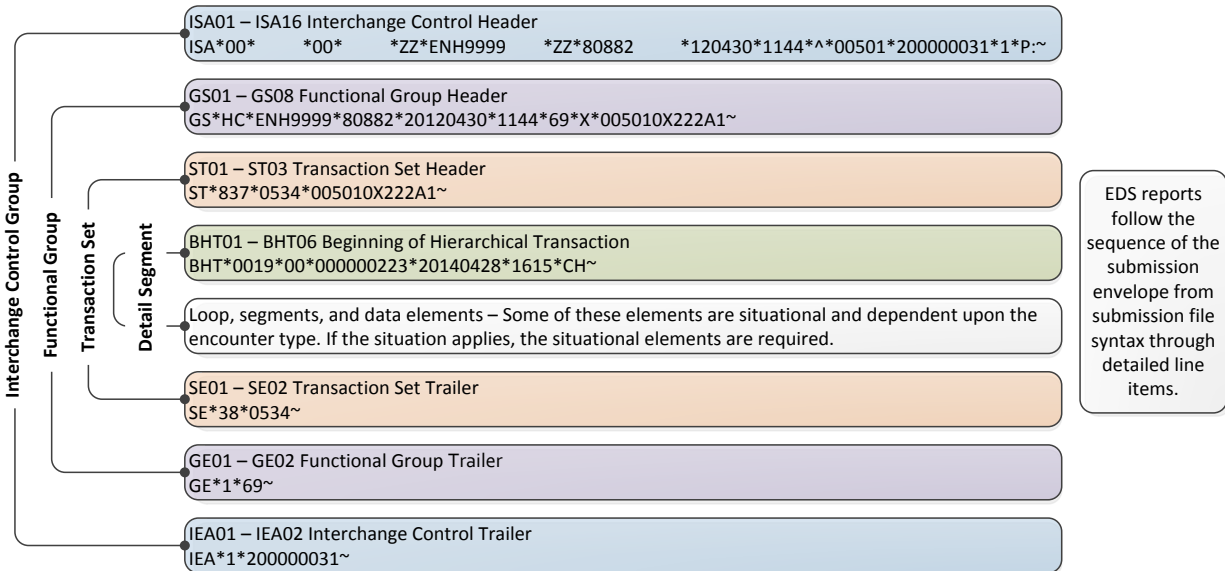 Interchange Control Group
Functional Group
Transaction Set
Detail Segment
ISA01 – ISA16 Interchange Control Header
ISA*00*          *00*          *ZZ*ENH9999        *ZZ*80882          *120430*1144*^*00501*200000031*1*P:~
GS01 – GS08 Functional Group Header
GS*HC*ENH9999*80882*20120430*1144*69*X*005010X222A1~
ST01 – ST03 Transaction Set Header
ST*837*0534*005010X222A1~
BHT01 – BHT06 Beginning of Hierarchical Transaction
BHT*0019*00*000000223*20140428*1615*CH~
Loop, segments, and data elements – Some of these elements are situational and dependent upon the
encounter type. If the situation applies, the situational elements are required.
SE01 – SE02 Transaction Set Trailer
SE*38*0534~
GE01 – GE02 Functional Group Trailer
GE*1*69~
IEA01 – IEA02 Interchange Control Trailer
IEA*1*200000031~
EDS reports
follow the
sequence of the
submission
envelope from
submission file
syntax through
detailed line
items.